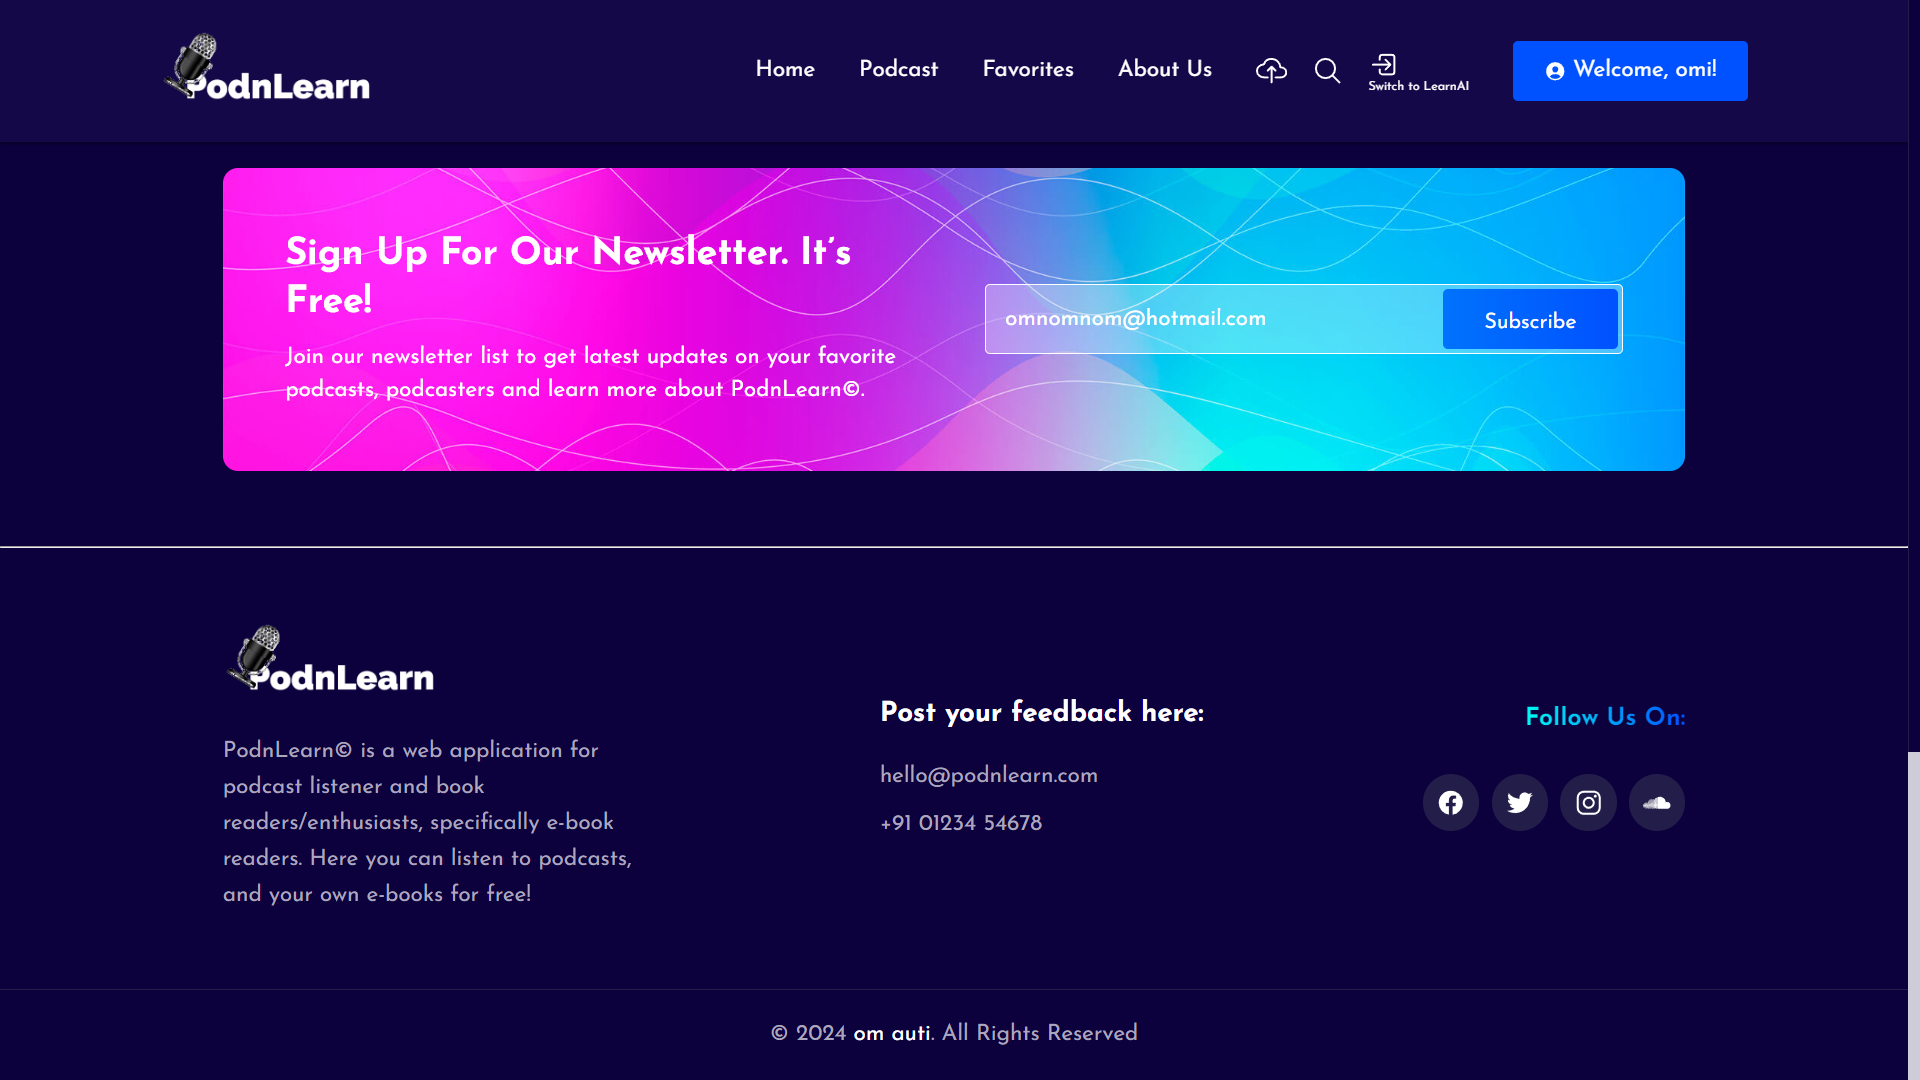 PodnLearn
Home
Podcast
Favorites
About Us
Switch to LearnAI
Welcome, omi!
Sign Up For Our Newsletter. It's
Free!
Join our newsletter list to get latest updates on your favorite
podcasts, podcasters and learn more about PodnLearn©.
omnomnom@hotmail.com
Subscribe
PodnLearn
PodnLearn© is a web application for
podcast listener and book
readers/enthusiasts, specifically e-book
readers. Here you can listen to podcasts,
and your own e-books for free!
Post your feedback here:
hello@podnlearn.com
+91 01234 54678
Follow Us On:
© 2024 om auti. All Rights Reserved